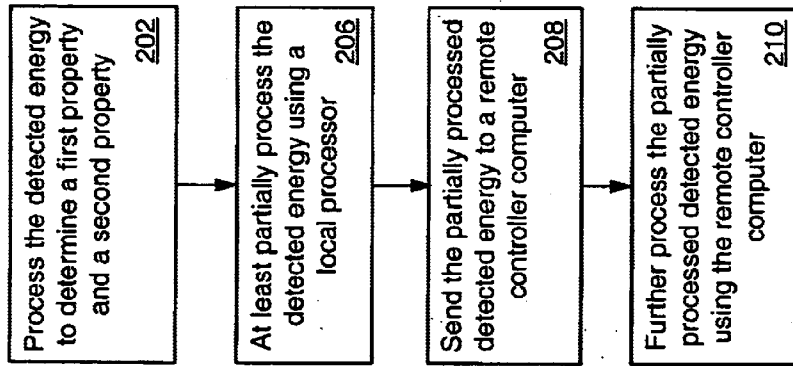 Process the detected energy
to determine a first property
and a second property
202
At least partially process the
detected energy using a
local processor
206
Send the partially processed
detected energy to a remote
controller computer
208
Further process the partially
processed detected energy
using the remote controller
computer
210